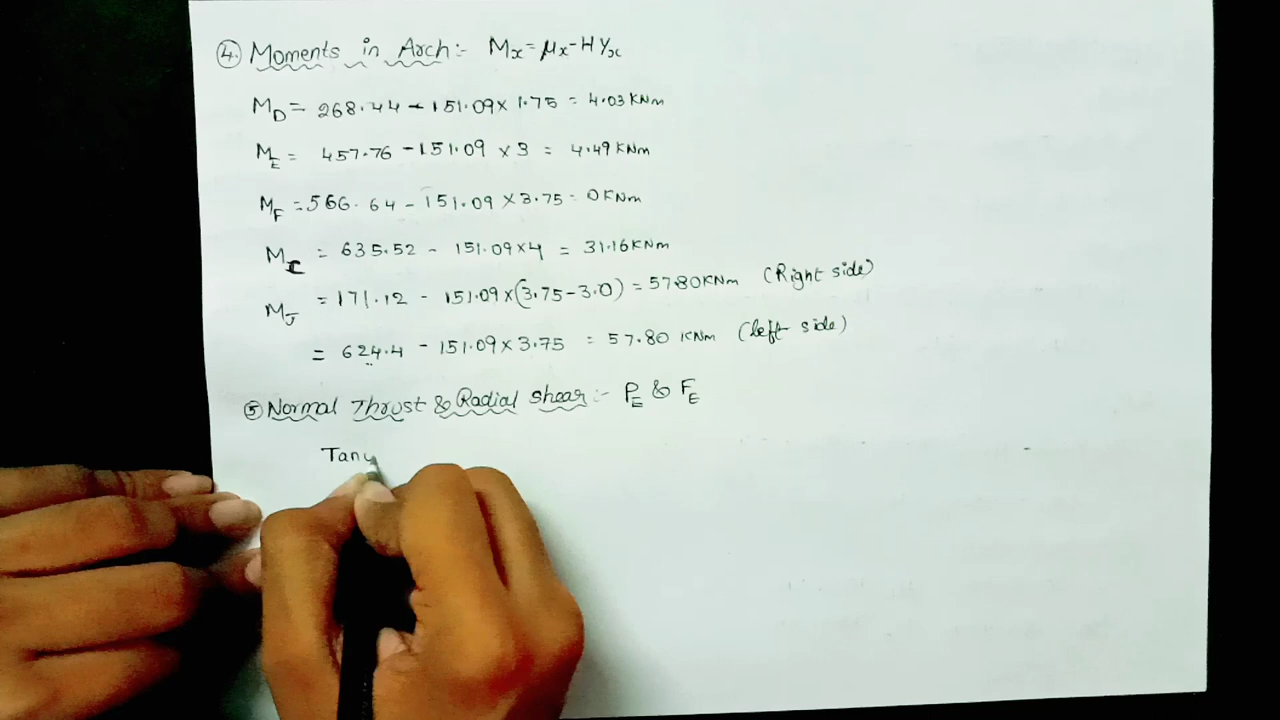 ④ Moments in Arch:- Mx = μx - H yx
MD = 268.44 - 151.09 × 1.75 = 4.03 KNm
ME = 457.76 - 151.09 × 3 = 4.49 KNm
MF = 566.64 - 151.09 × 3.75 = 0 KNm
MI = 635.52 - 151.09 × 4 = 31.16 KNm
MJ = 171.12 - 151.09 × (3.75 - 3.0) = 57.80 KNm (Right side)
= 624.4 - 151.09 × 3.75 = 57.80 KNm (left side)
⑤ Normal Thrust & Radial shear:- PE & FE
Tan